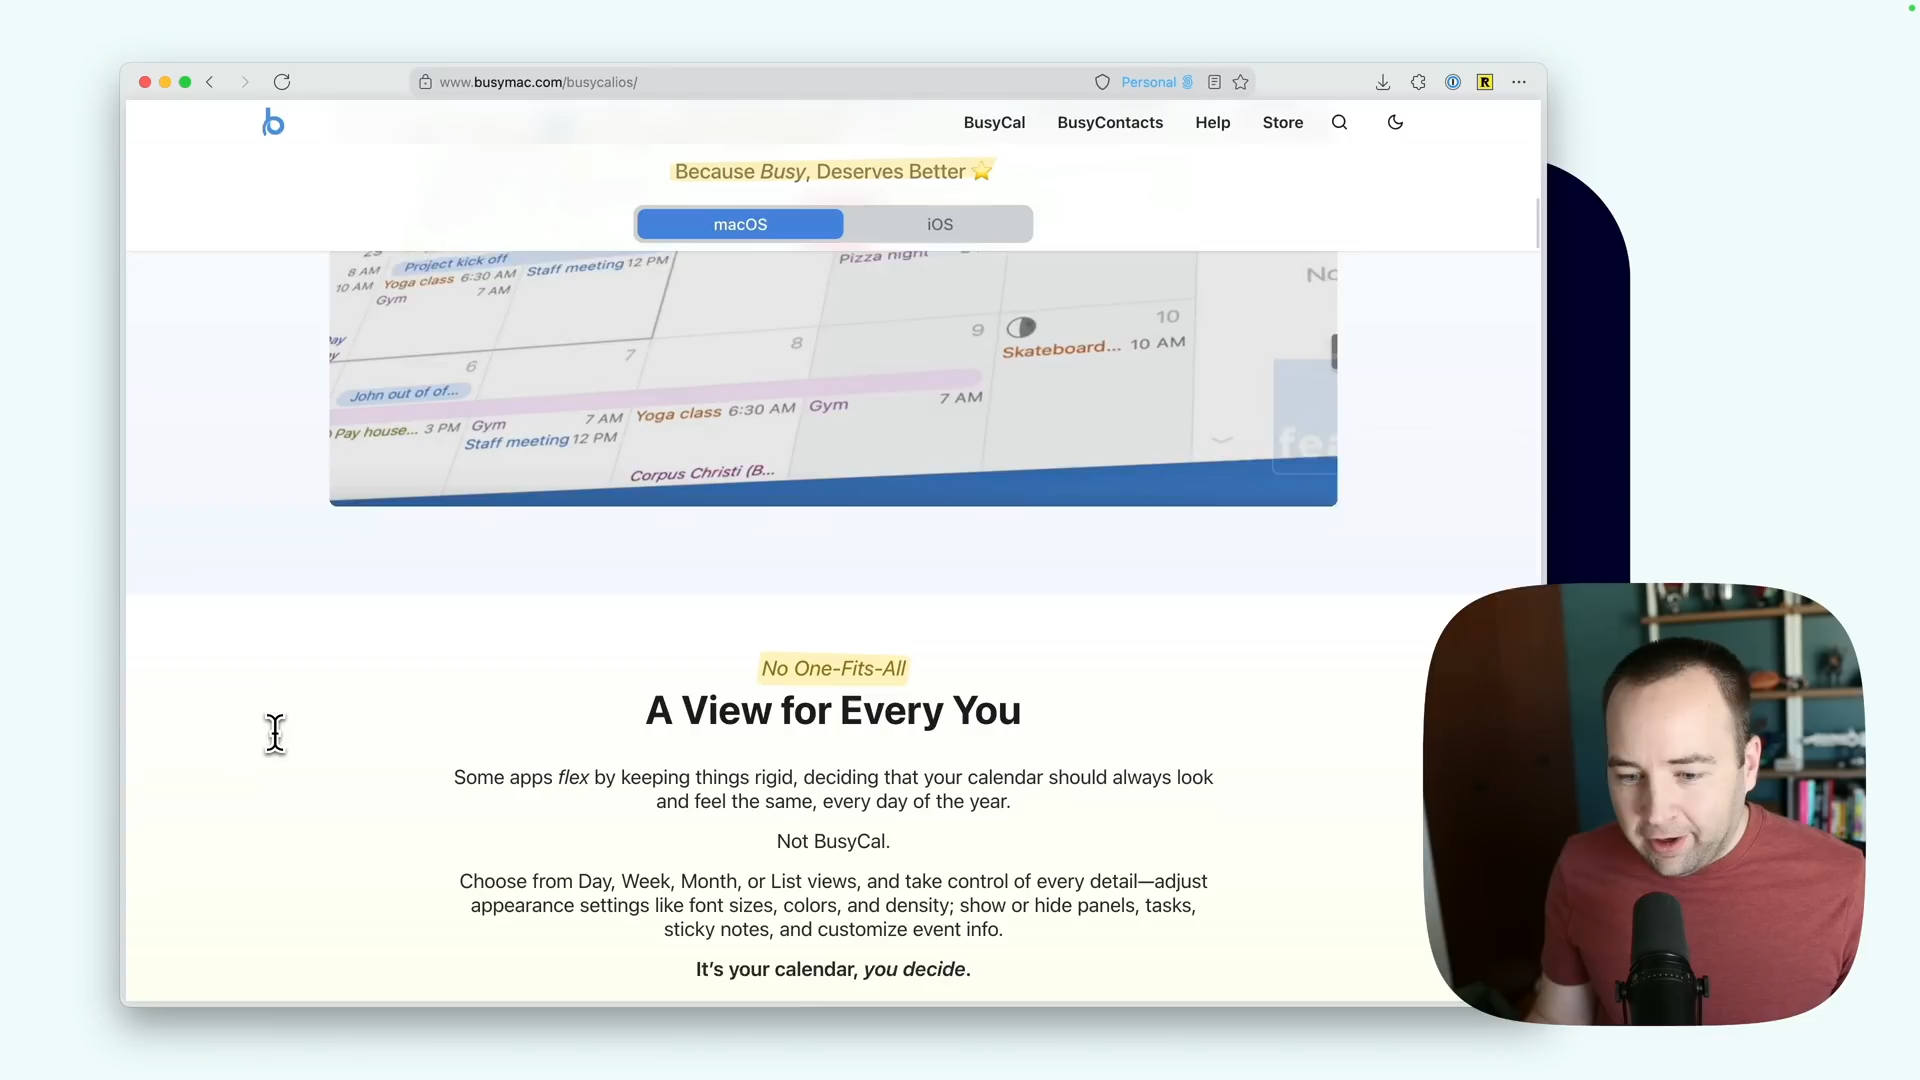 www.busymac.com/busycalios/
Personal
R
BusyCal
BusyContacts
Help
Store
Because Busy, Deserves Better ⭐
macOS
iOS
8 AM
Project kick off
10 AM
Yoga class 6:30 AM
Staff meeting 12 PM
Gym
7 AM
Pizza night
6
7
8
9
10
Skateboard... 10 AM
John out of of...
Pay house... 3 PM
Gym
7 AM
Yoga class 6:30 AM
Gym
7 AM
Staff meeting 12 PM
Corpus Christi (B...
No One-Fits-All
A View for Every You
Some apps flex by keeping things rigid, deciding that your calendar should always look
and feel the same, every day of the year.
Not BusyCal.
Choose from Day, Week, Month, or List views, and take control of every detail—adjust
appearance settings like font sizes, colors, and density; show or hide panels, tasks,
sticky notes, and customize event info.
It's your calendar, you decide.